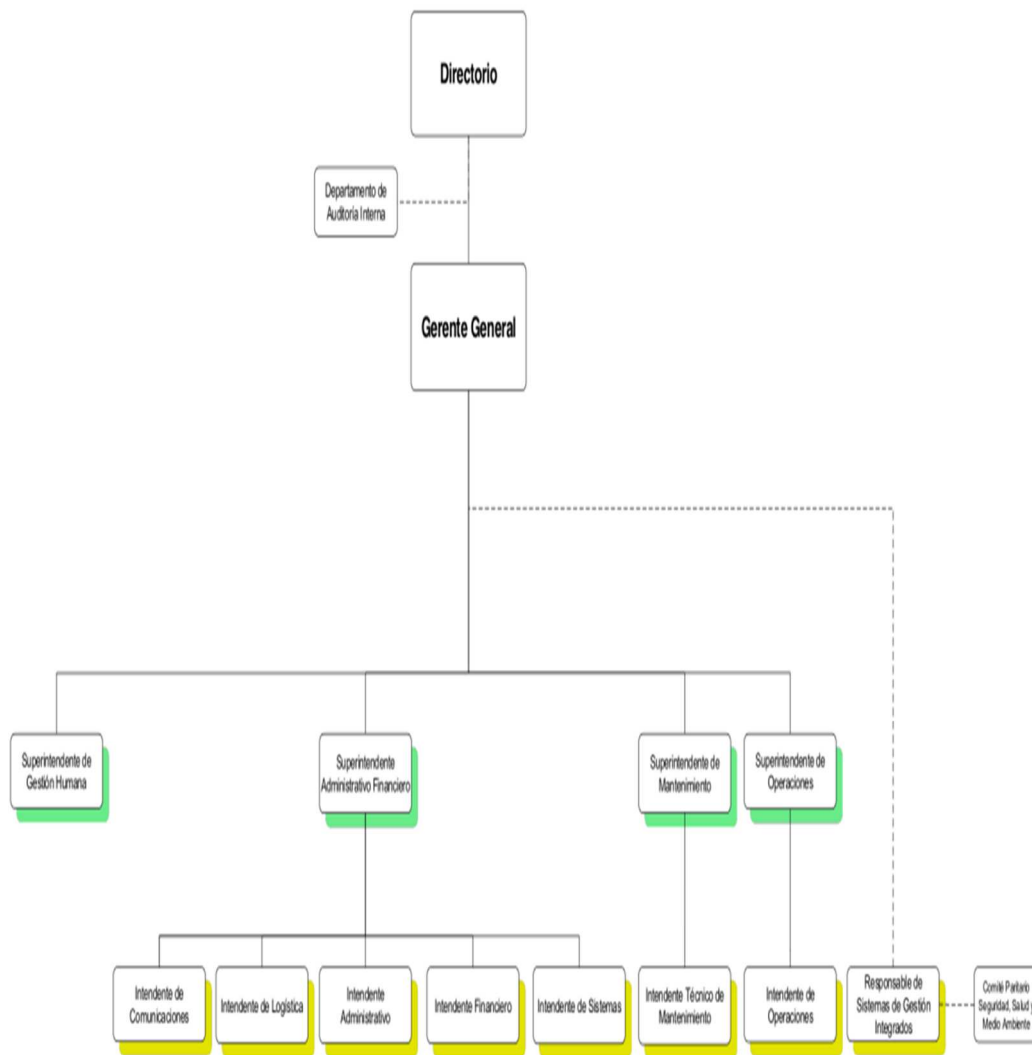 Directorio
Departamento de
Auditoría Interna
Gerente General
Superintendente de
Gestión Humana
Superintendente
Administrativo Financiero
Superintendente de
Mantenimiento
Superintendente de
Operaciones
Intendente de
Comunicaciones
Intendente de Logística
Intendente
Administrativo
Intendente Financiero
Intendente de Sistemas
Intendente Técnico de
Mantenimiento
Intendente de
Operaciones
Responsable de
Sistemas de Gestión
Integrados
Comité Paritario
Seguridad, Salud y
Medio Ambiente